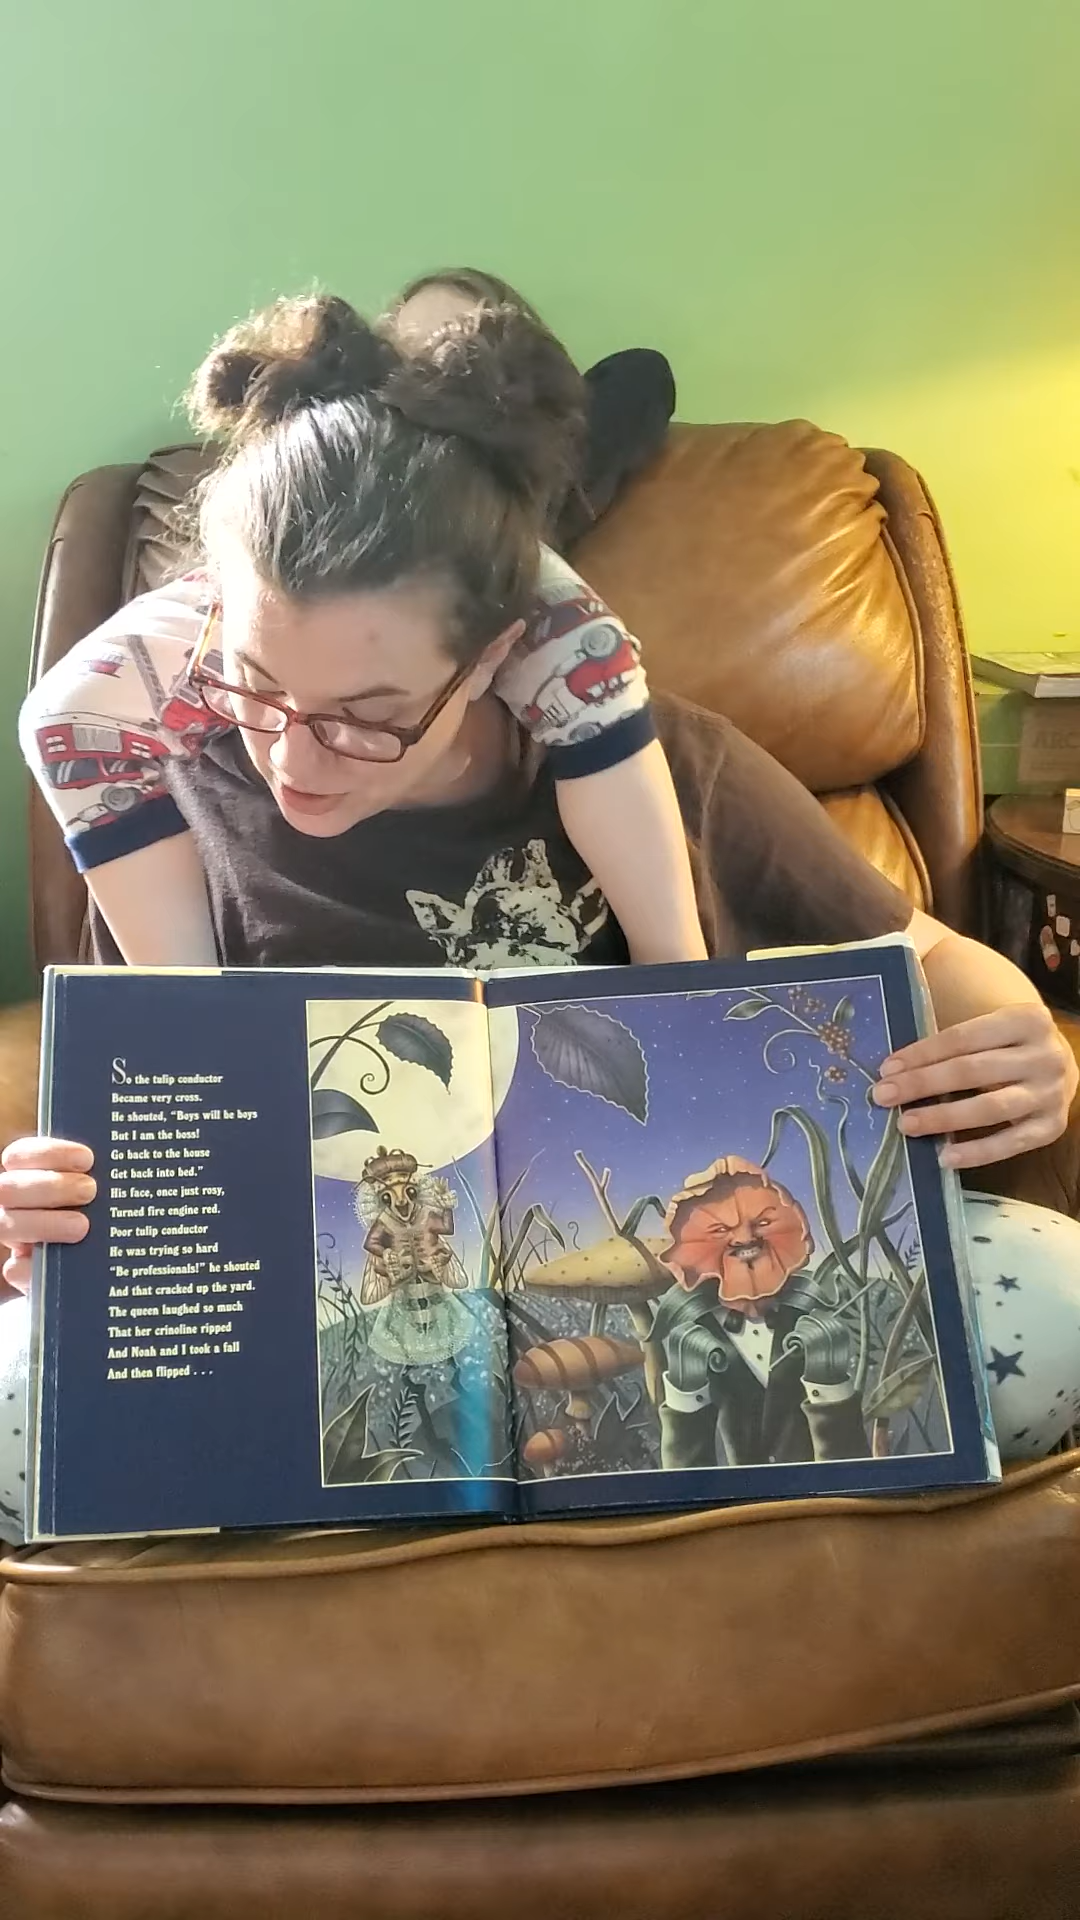 ARC
So the tulip conductor
Became very cross.
He shouted, “Boys will be boys
But I am the boss!
Go back to the house
Get back into bed.”
His face, once just rosy,
Turned fire engine red.
Poor tulip conductor
He was trying so hard
“Be professionals!” he shouted
And that cracked up the yard.
The queen laughed so much
That her crinoline ripped
And Noah and I took a fall
And then flipped . . .